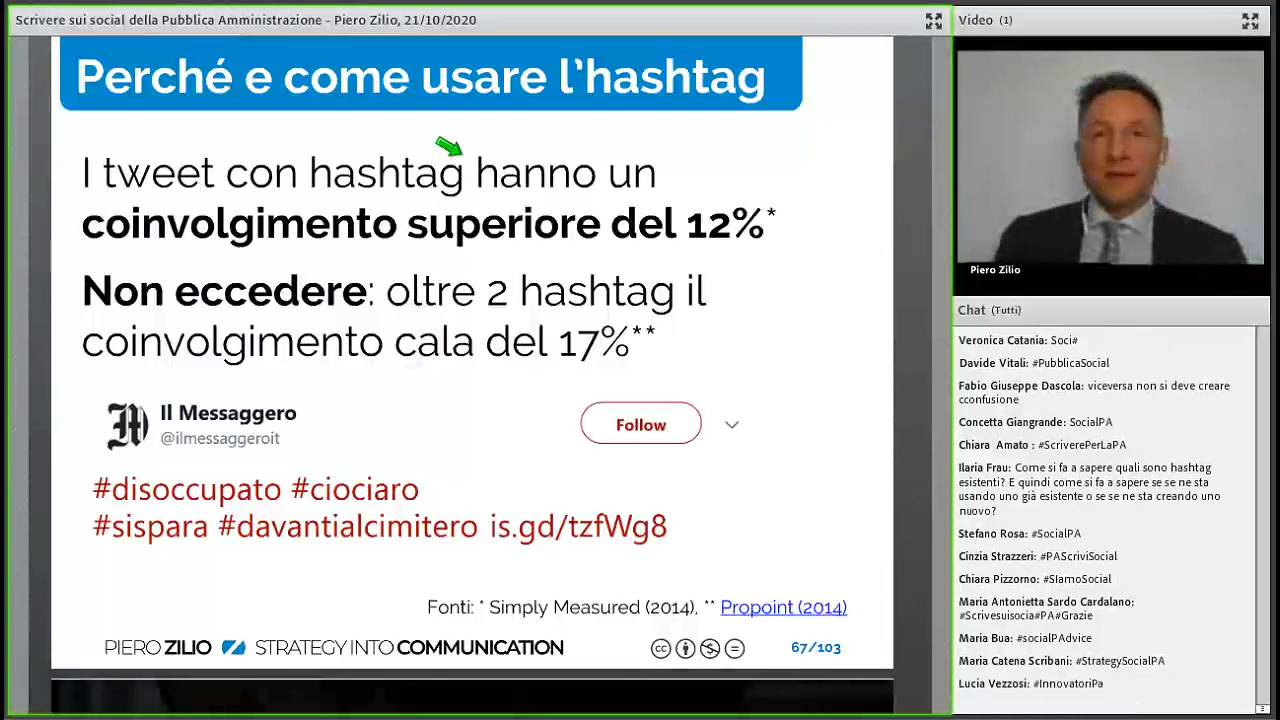 Scrivere sui social della Pubblica Amministrazione - Piero Zilio, 21/10/2020
Perché e come usare l'hashtag
I tweet con hashtag hanno un
coinvolgimento superiore del 12%*
Non eccedere: oltre 2 hashtag il
coinvolgimento cala del 17%**
Il Messaggero
@ilmessaggeroit
Follow
#disoccupato #ciociaro
#sispara #davantialcimitero is.gd/tzfWg8
Fonti: * Simply Measured (2014), ** Propoint (2014)
PIERO ZILIO STRATEGY INTO COMMUNICATION
cc
67/103
Video (1)
Piero Zilio
Chat (Tutti)
Veronica Catania: Soci#
Davide Vitali: #PubblicaSocial
Fabio Giuseppe Dascola: viceversa non si deve creare
cconfusione
Concetta Giangrande: SocialPA
Chiara Amato : #ScriverePerLaPA
Ilaria Frau: Come si fa a sapere quali sono hashtag
esistenti? E quindi come si fa a sapere se se ne sta
usando uno già esistente o se se ne sta creando uno
nuovo?
Stefano Rosa: #SocialPA
Cinzia Strazzeri: #PAScriviSocial
Chiara Pizzorno: #SIamoSocial
Maria Antonietta Sardo Cardalano:
#Scrivesuisocia#PA#Grazie
Maria Bua: #socialPAdvice
Maria Catena Scribani: #StrategySocialPA
Lucia Vezzosi: #InnovatoriPa